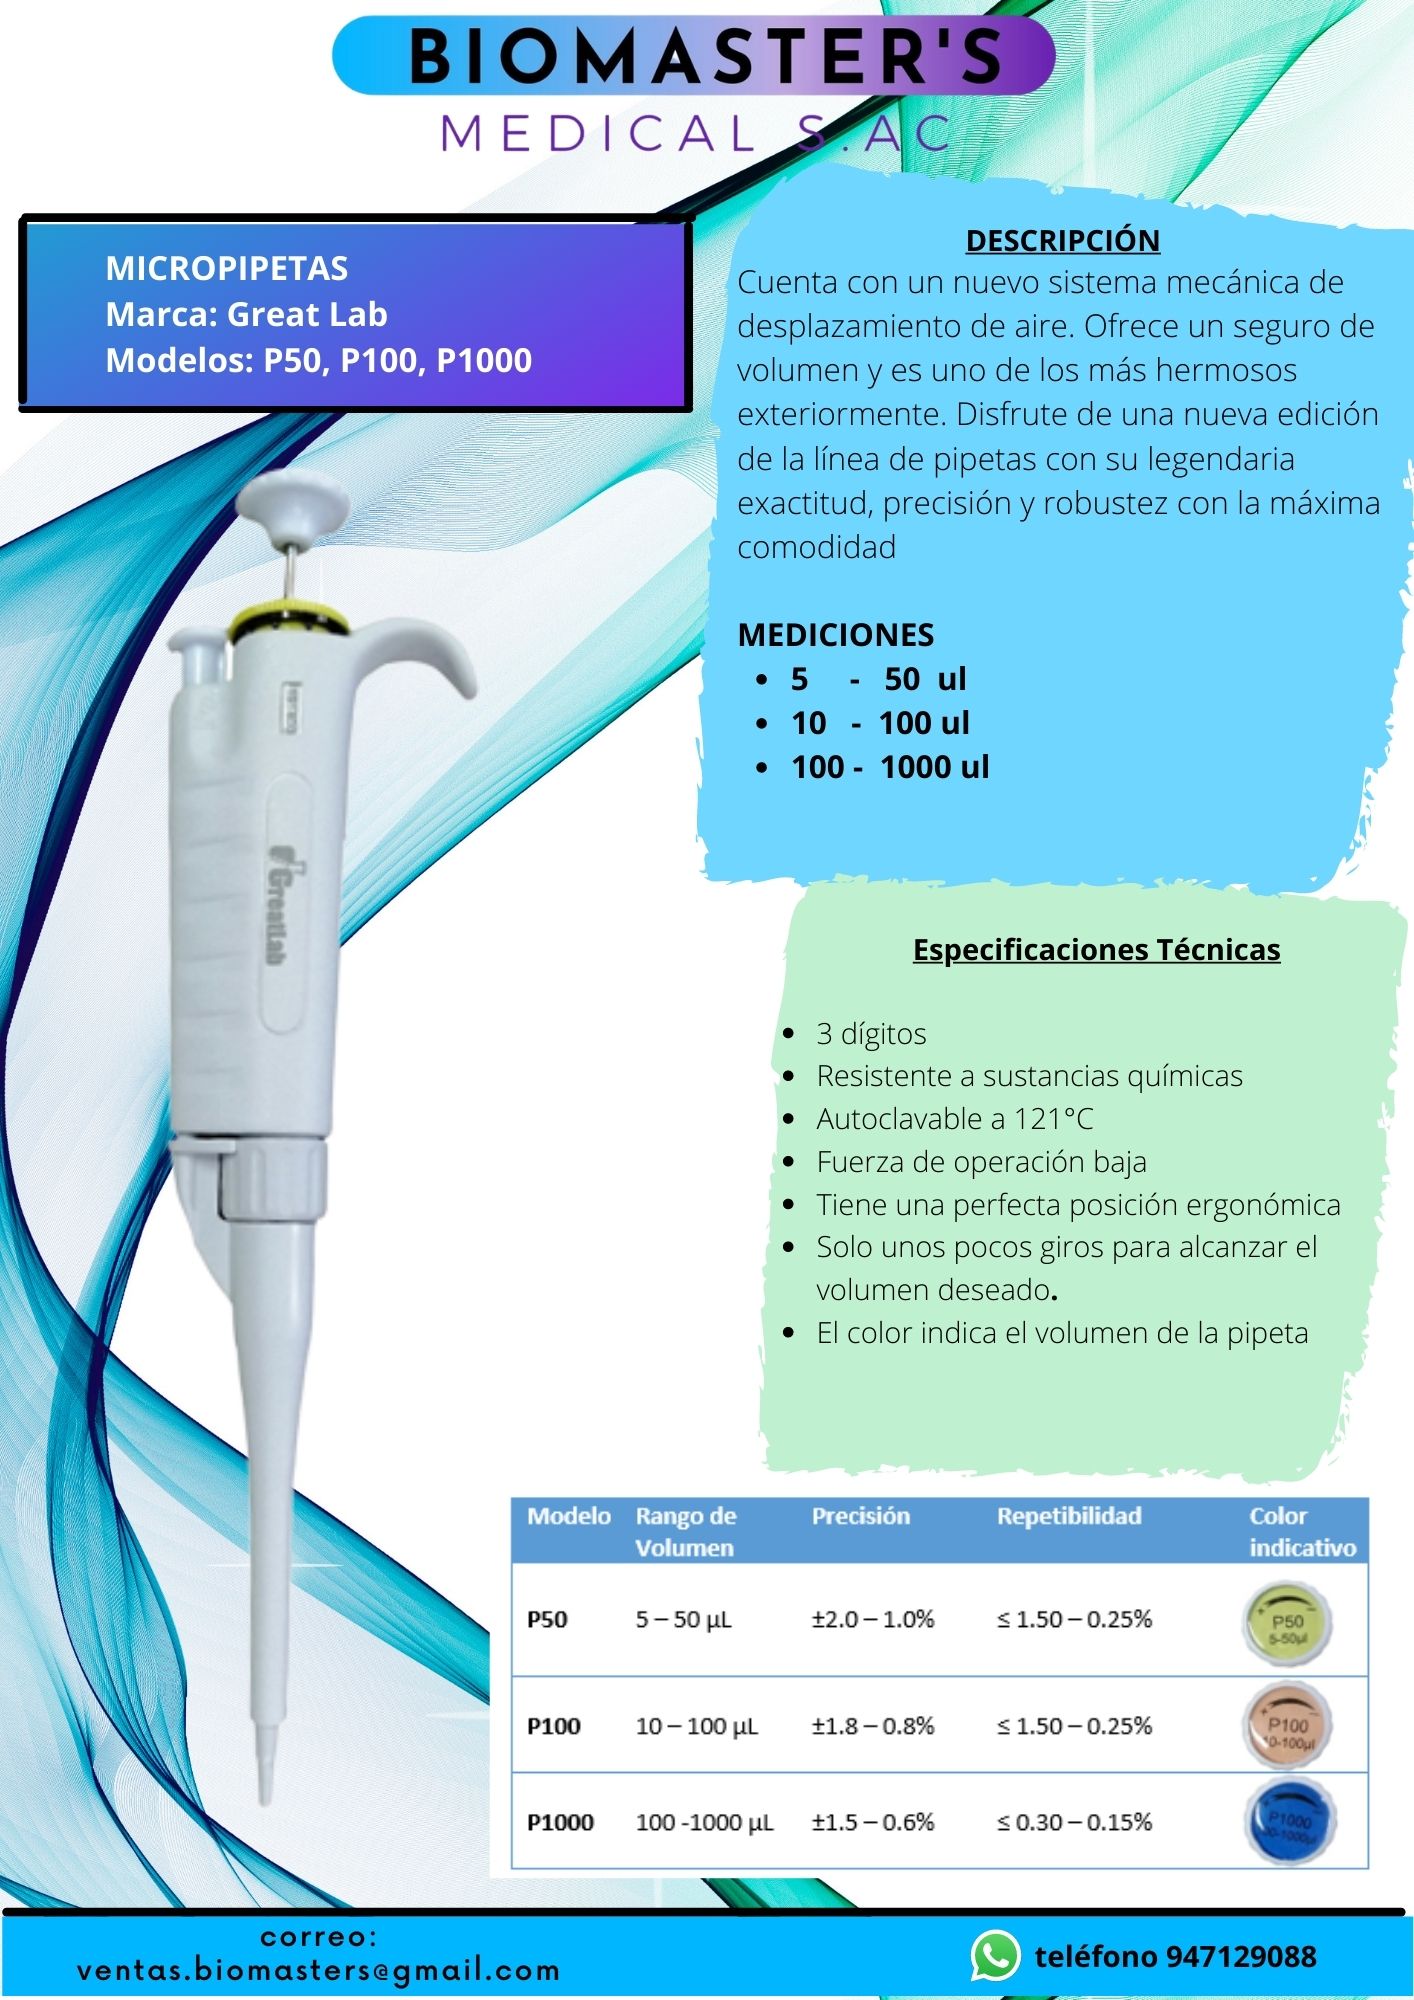 BIOMASTER'S
MEDICAL S.AC
MICROPIPETAS
Marca: Great Lab
Modelos: P50, P100, P1000
DESCRIPCIÓN
Cuenta con un nuevo sistema mecánica de
desplazamiento de aire. Ofrece un seguro de
volumen y es uno de los más hermosos
exteriormente. Disfrute de una nueva edición
de la línea de pipetas con su legendaria
exactitud, precisión y robustez con la máxima
comodidad
MEDICIONES
• 5 - 50 ul
• 10 - 100 ul
• 100 - 1000 ul
GreatLab
Especificaciones Técnicas
• 3 dígitos
• Resistente a sustancias químicas
• Autoclavable a 121°C
• Fuerza de operación baja
• Tiene una perfecta posición ergonómica
• Solo unos pocos giros para alcanzar el
volumen deseado.
• El color indica el volumen de la pipeta
Modelo Rango de Volumen Precisión Repetibilidad Color indicativo
P50 5 – 50 µL ±2.0 – 1.0% ≤ 1.50 – 0.25% P50 5-50µl
P100 10 – 100 µL ±1.8 – 0.8% ≤ 1.50 – 0.25% P100 10-100µl
P1000 100 -1000 µL ±1.5 – 0.6% ≤ 0.30 – 0.15% P1000
correo:
ventas.biomasters@gmail.com
teléfono 947129088